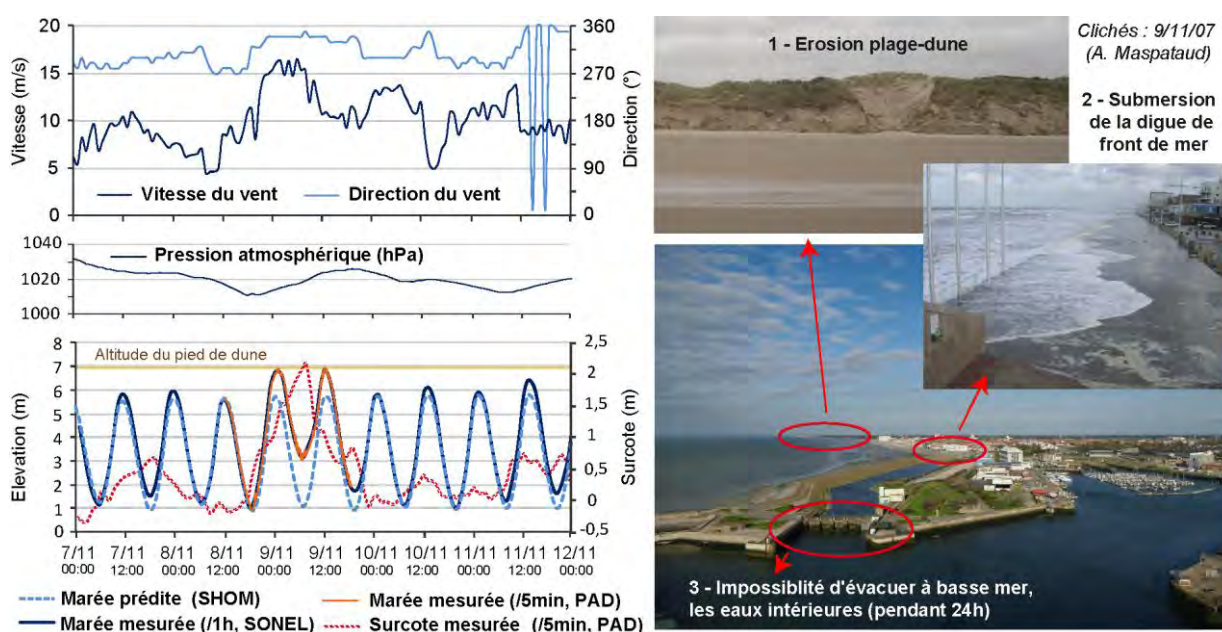 20
15
10
5
0
Vitesse (m/s)
360
270
180
90
0
Direction (°)
Vitesse du vent
Direction du vent
1040
1020
1000
Pression atmosphérique (hPa)
Altitude du pied de dune
8
7
6
5
4
3
2
1
0
Elevation (m)
2,5
2
1,5
1
0,5
0
-0,5
Surcote (m)
7/11 7/11 8/11 8/11 9/11 9/11 10/11 10/11 11/11 11/11 12/11
00:00 12:00 00:00 12:00 00:00 12:00 00:00 12:00 00:00 12:00 00:00
Marée prédite (SHOM)
Marée mesurée (/5min, PAD)
Marée mesurée (/1h, SONEL)
Surcote mesurée (/5min, PAD)
1 - Erosion plage-dune
Clichés : 9/11/07
(A. Maspataud)
2 - Submersion
de la digue de
front de mer
3 - Impossiblité d'évacuer à basse mer,
les eaux intérieures (pendant 24h)